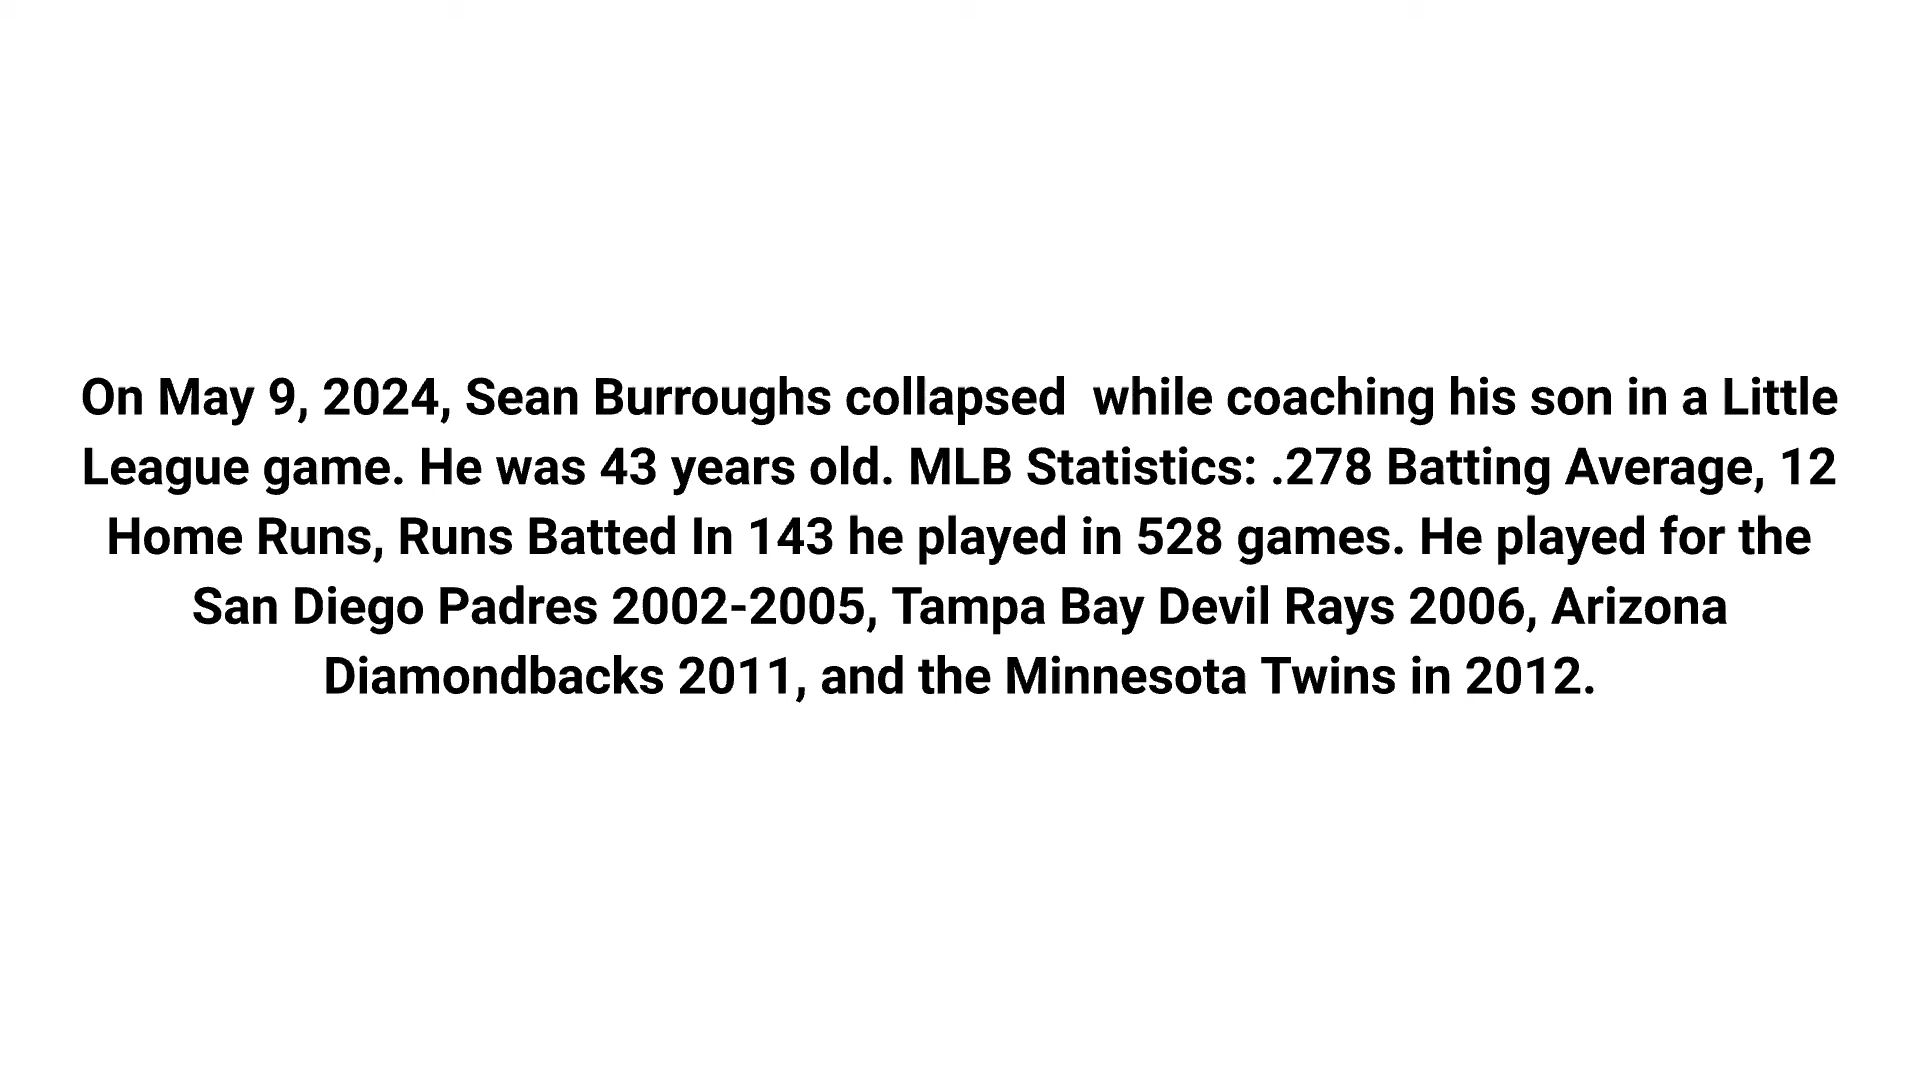 On May 9, 2024, Sean Burroughs collapsed  while coaching his son in a Little
League game. He was 43 years old. MLB Statistics: .278 Batting Average, 12
Home Runs, Runs Batted In 143 he played in 528 games. He played for the
San Diego Padres 2002-2005, Tampa Bay Devil Rays 2006, Arizona
Diamondbacks 2011, and the Minnesota Twins in 2012.